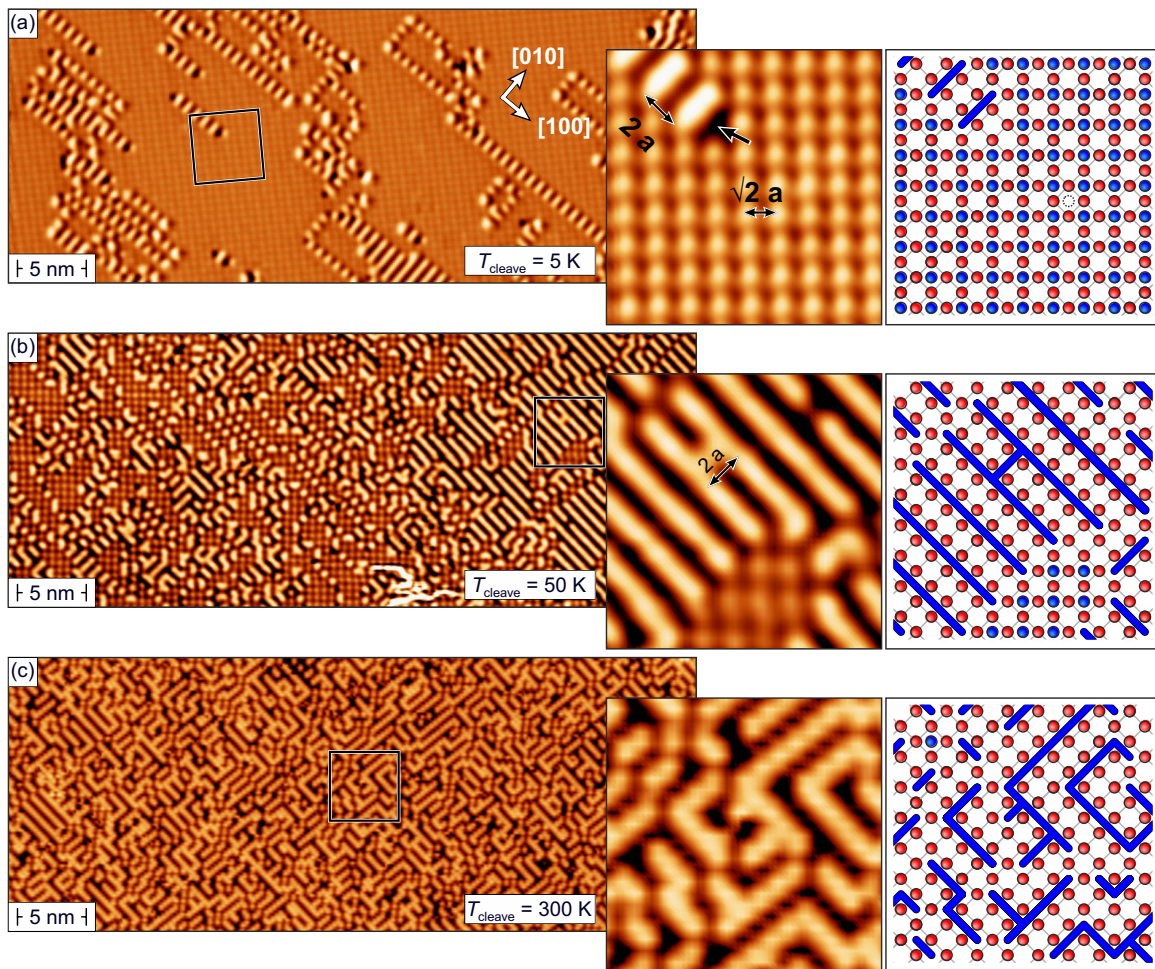 (a)
[010]
[100]
2 a
√2 a
5 nm
T_cleave = 5 K
(b)
2 a
5 nm
T_cleave = 50 K
(c)
5 nm
T_cleave = 300 K